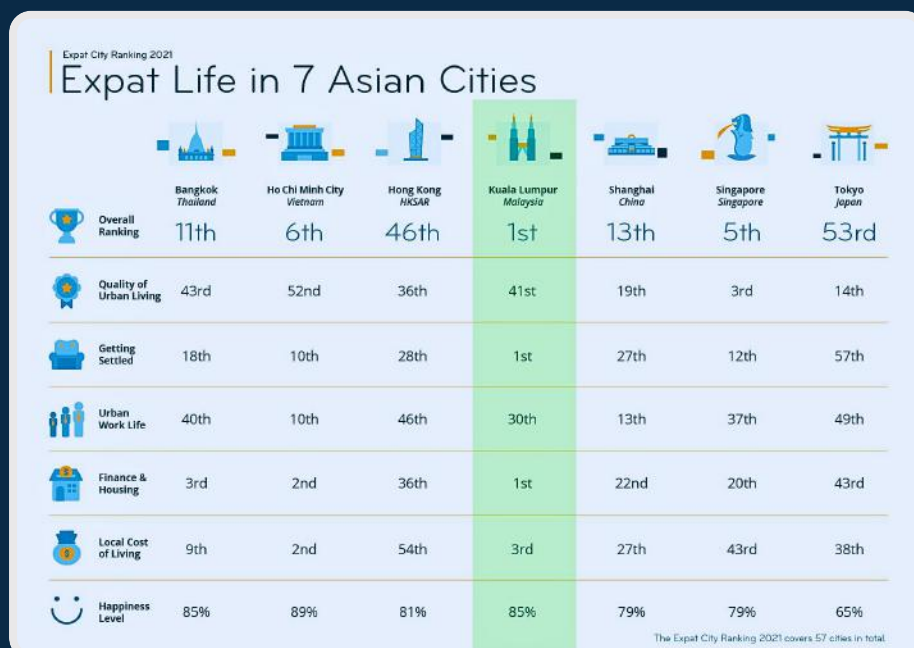 Expat City Ranking 2021
Expat Life in 7 Asian Cities
Bangkok Ho Chi Minh City Hong Kong Kuala Lumpur Shanghai Singapore Tokyo
Thailand Vietnam HKSAR Malaysia China Singapore Japan
Overall
Ranking
11th 6th 46th 1st 13th 5th 53rd
Quality of
Urban Living
43rd 52nd 36th 41st 19th 3rd 14th
Getting
Settled
18th 10th 28th 1st 27th 12th 57th
Urban
Work Life
40th 10th 46th 30th 13th 37th 49th
Finance &
Housing
3rd 2nd 36th 1st 22nd 20th 43rd
Local Cost
of Living
9th 2nd 54th 3rd 27th 43rd 38th
Happiness
Level
85% 89% 81% 85% 79% 79% 65%
The Expat City Ranking 2021 covers 57 cities in total